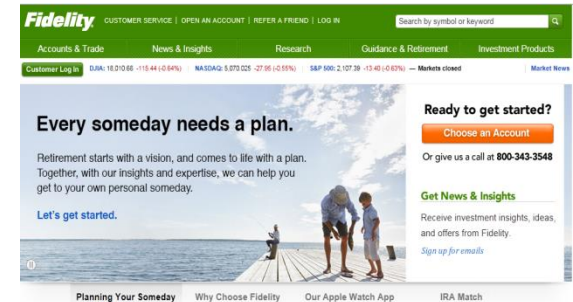 Fidelity CUSTOMER SERVICE | OPEN AN ACCOUNT | REFER A FRIEND | LOG IN Search by symbol or keyword
Accounts & Trade News & Insights Research Guidance & Retirement Investment Products
Customer Log In DJIA: 18,010.68 -115.44 (-0.64%) NASDAQ: 5,070.025 -27.95 (-0.55%) S&P 500: 2,107.39 -13.40 (-0.63%) — Markets closed Market News
Every someday needs a plan.
Retirement starts with a vision, and comes to life with a plan.
Together, with our insights and expertise, we can help you
get to your own personal someday.
Let's get started.
Ready to get started?
Choose an Account
Or give us a call at 800-343-3548
Get News & Insights
Receive investment insights, ideas,
and offers from Fidelity.
Sign up for emails
Planning Your Someday Why Choose Fidelity Our Apple Watch App IRA Match